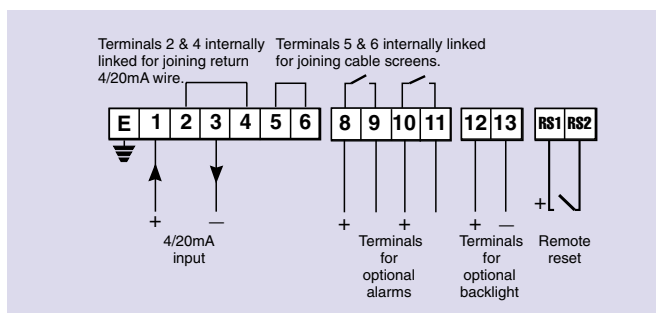 Terminals 2 & 4 internally
linked for joining return
4/20mA wire.
Terminals 5 & 6 internally linked
for joining cable screens.
E 1 2 3 4 5 6 8 9 10 11 12 13 RS1 RS2
+ — + + + — +
4/20mA
input
Terminals
for
optional
alarms
Terminals
for
optional
backlight
Remote
reset